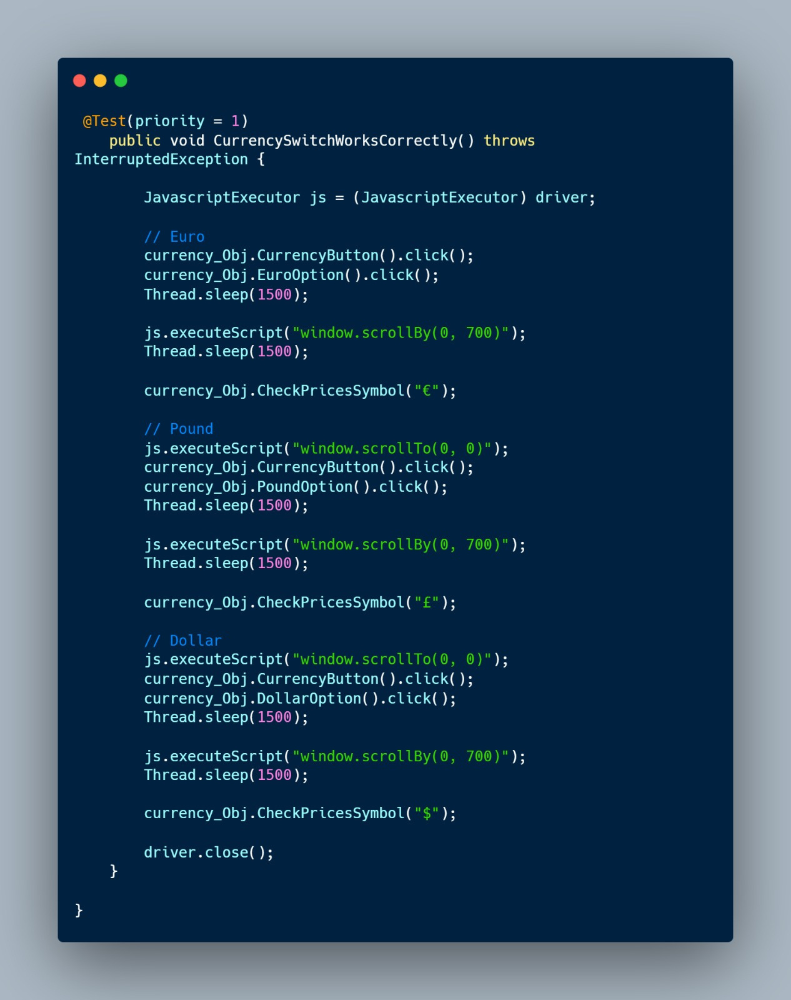 @Test(priority = 1)
public void CurrencySwitchWorksCorrectly() throws
InterruptedException {
JavascriptExecutor js = (JavascriptExecutor) driver;
// Euro
currency_Obj.CurrencyButton().click();
currency_Obj.EuroOption().click();
Thread.sleep(1500);
js.executeScript("window.scrollBy(0, 700)");
Thread.sleep(1500);
currency_Obj.CheckPricesSymbol("€");
// Pound
js.executeScript("window.scrollTo(0, 0)");
currency_Obj.CurrencyButton().click();
currency_Obj.PoundOption().click();
Thread.sleep(1500);
js.executeScript("window.scrollBy(0, 700)");
Thread.sleep(1500);
currency_Obj.CheckPricesSymbol("£");
// Dollar
js.executeScript("window.scrollTo(0, 0)");
currency_Obj.CurrencyButton().click();
currency_Obj.DollarOption().click();
Thread.sleep(1500);
js.executeScript("window.scrollBy(0, 700)");
Thread.sleep(1500);
currency_Obj.CheckPricesSymbol("$");
driver.close();
}
}